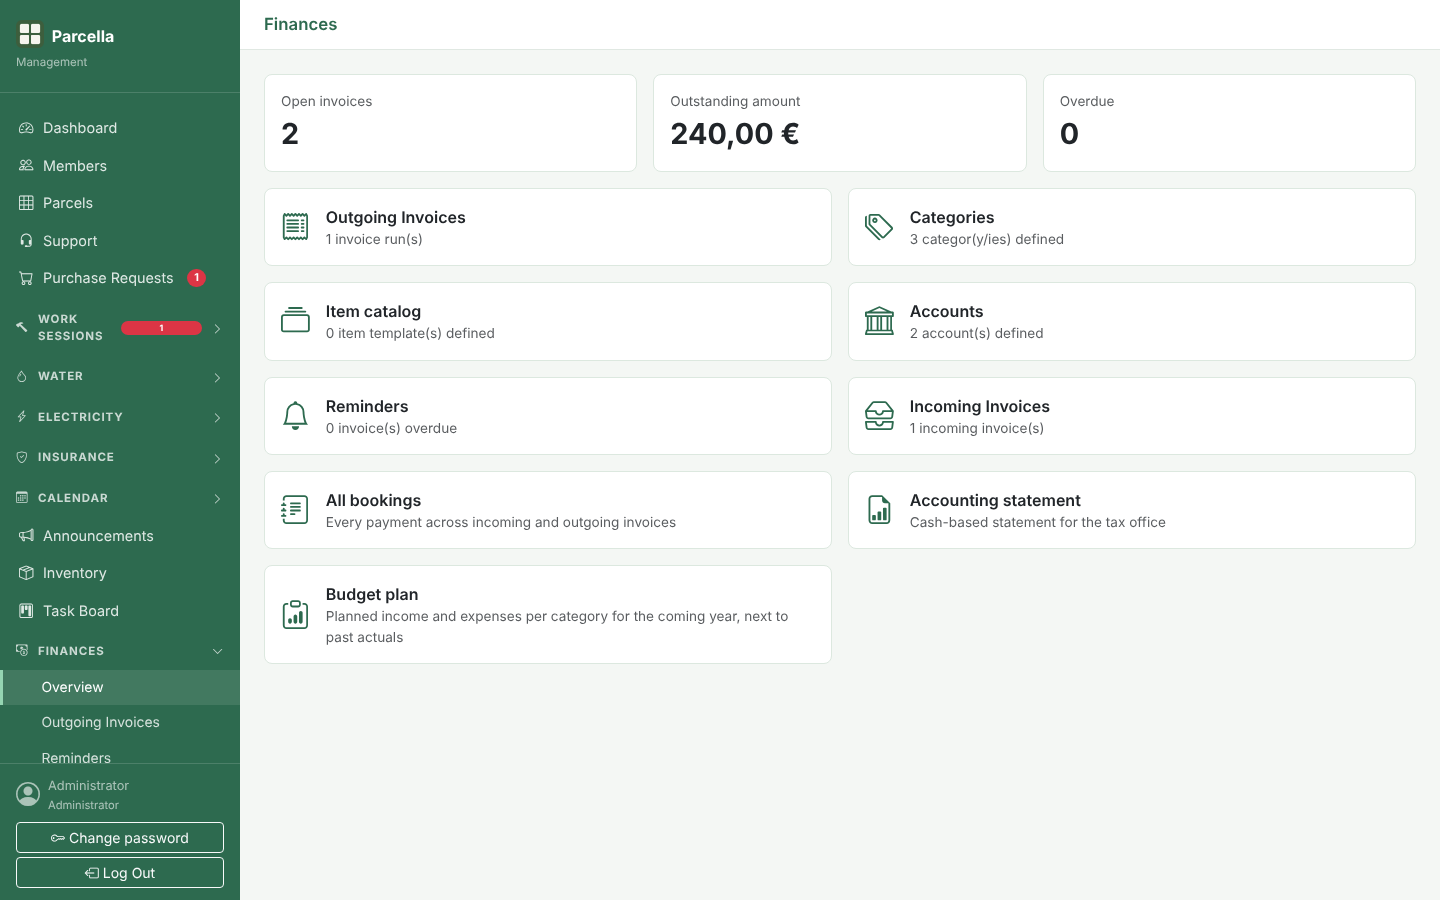 Parcella
Management
Dashboard
Members
Parcels
Support
Purchase Requests 1
WORK
SESSIONS 1
WATER
ELECTRICITY
INSURANCE
CALENDAR
Announcements
Inventory
Task Board
FINANCES
Overview
Outgoing Invoices
Reminders
Administrator
Administrator
Change password
Log Out
Finances
Open invoices
2
Outstanding amount
240,00 €
Overdue
0
Outgoing Invoices
1 invoice run(s)
Categories
3 categor(y/ies) defined
Item catalog
0 item template(s) defined
Accounts
2 account(s) defined
Reminders
0 invoice(s) overdue
Incoming Invoices
1 incoming invoice(s)
All bookings
Every payment across incoming and outgoing invoices
Accounting statement
Cash-based statement for the tax office
Budget plan
Planned income and expenses per category for the coming year, next to
past actuals